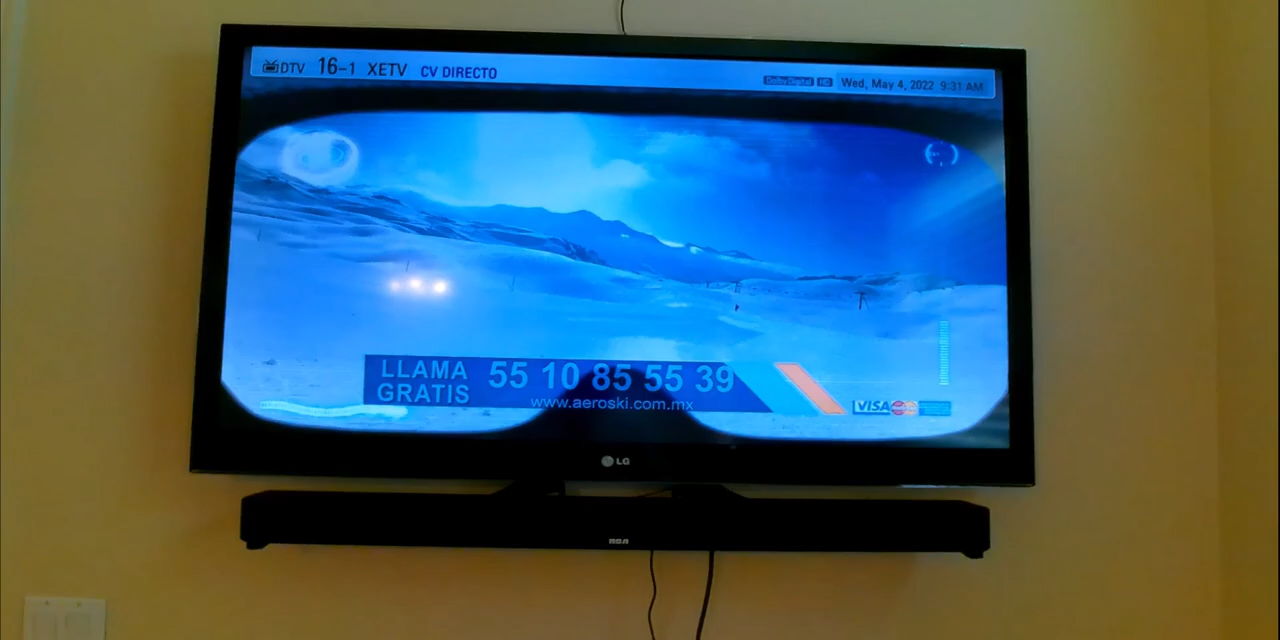 DTV 16-1 XETV CV DIRECTO
Dolby Digital HD Wed, May 4, 2022 9:31 AM
LLAMA GRATIS 55 10 85 55 39
www.aeroski.com.mx
VISA
LG
RCA